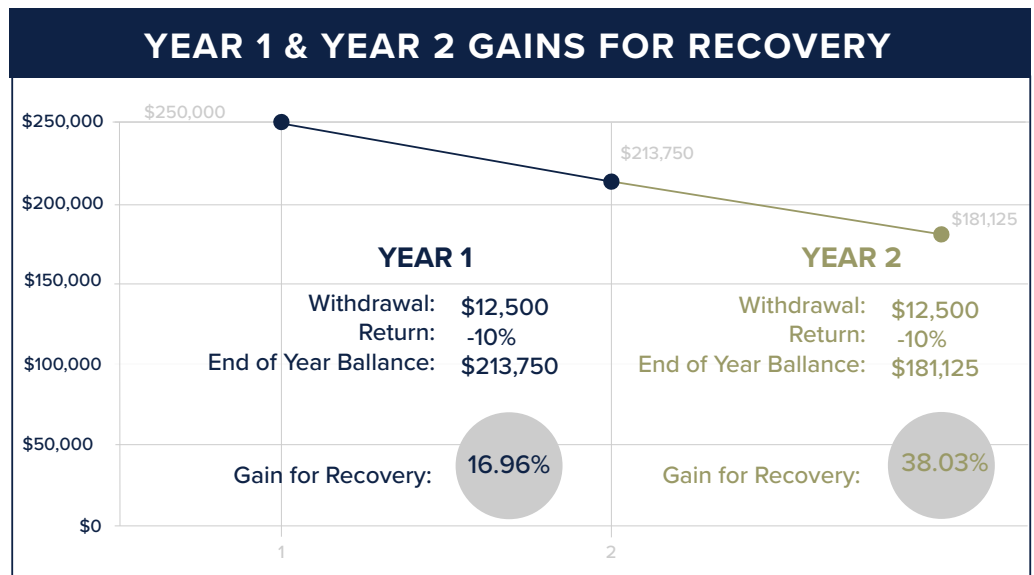 YEAR 1 & YEAR 2 GAINS FOR RECOVERY
$250,000
$250,000
$213,750
$200,000
$181,125
YEAR 1
YEAR 2
$150,000
Withdrawal: $12,500
Return: -10%
End of Year Ballance: $213,750
Withdrawal: $12,500
Return: -10%
End of Year Ballance: $181,125
$100,000
$50,000
Gain for Recovery: 16.96%
Gain for Recovery: 38.03%
$0
1
2